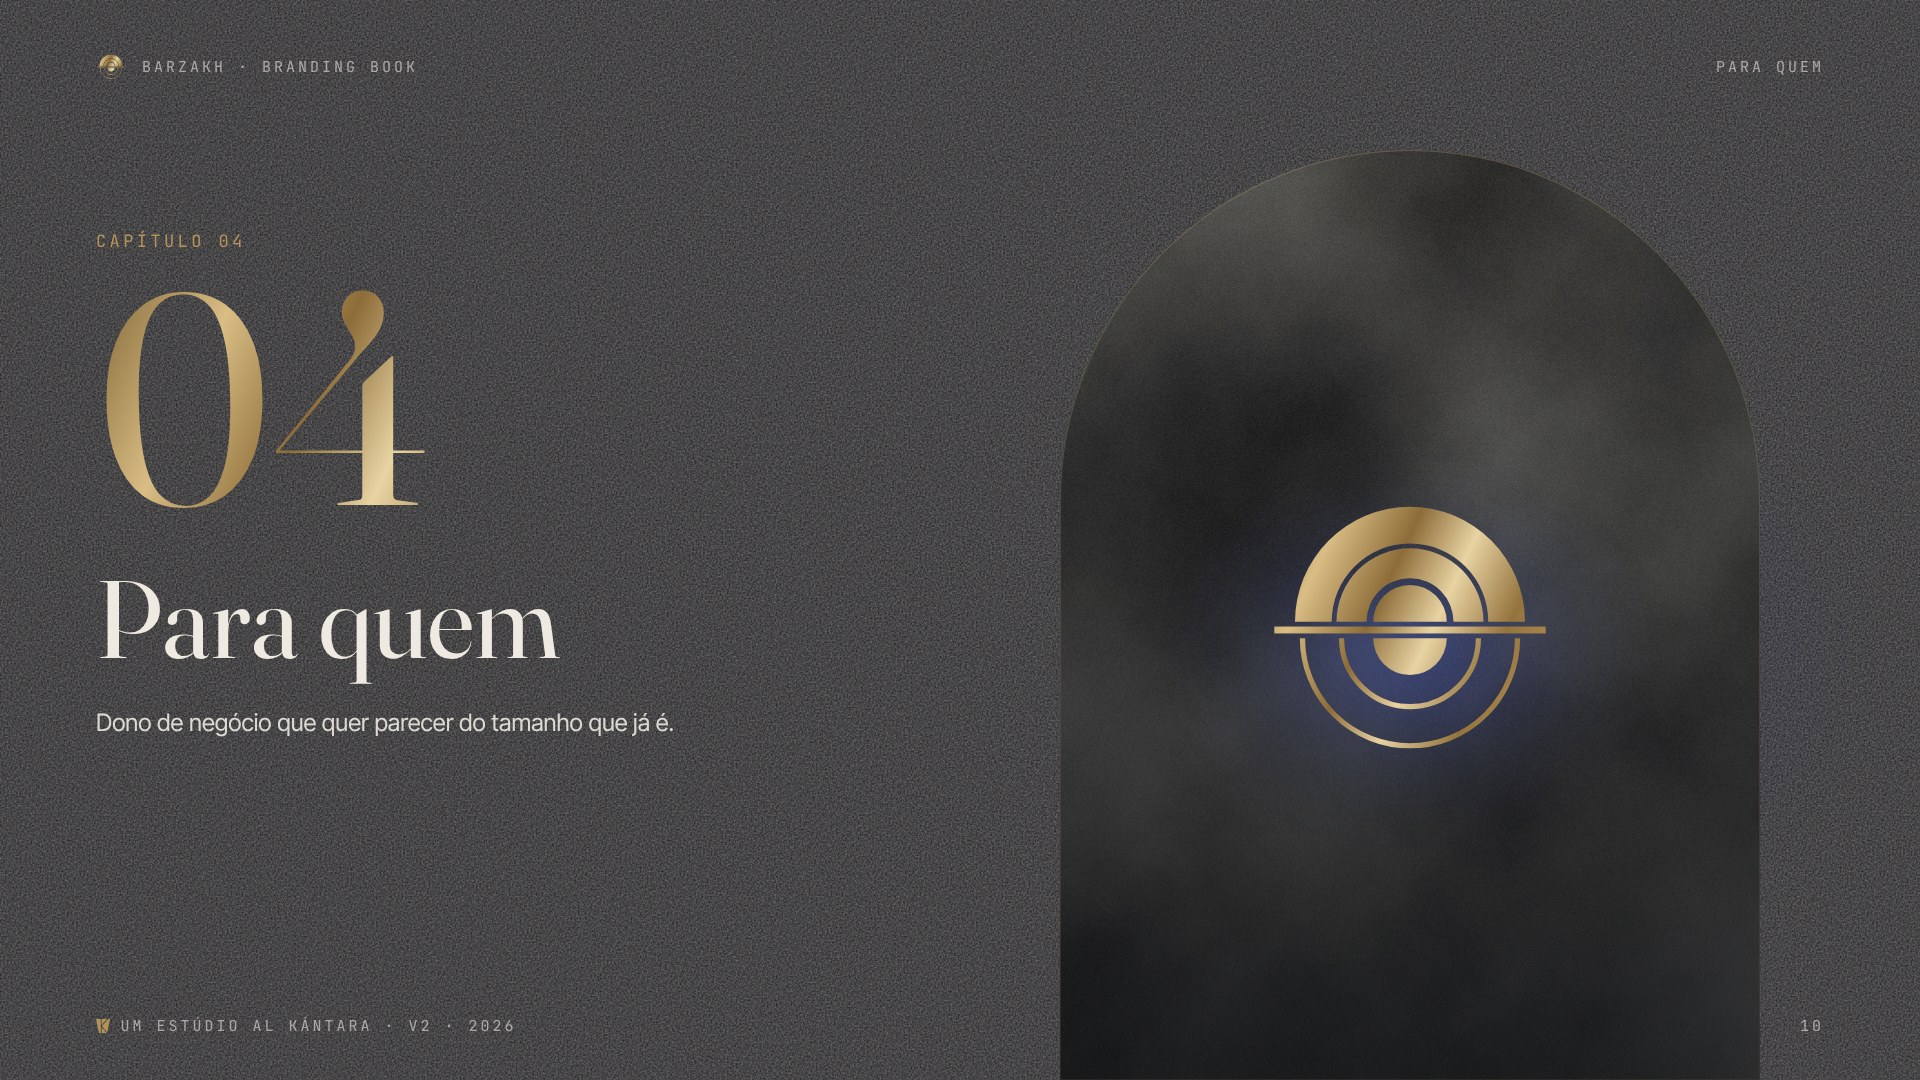 BARZAKH · BRANDING BOOK
PARA QUEM
CAPÍTULO 04
04
Para quem
Dono de negócio que quer parecer do tamanho que já é.
UM ESTÚDIO AL KÁNTARA · V2 · 2026
10